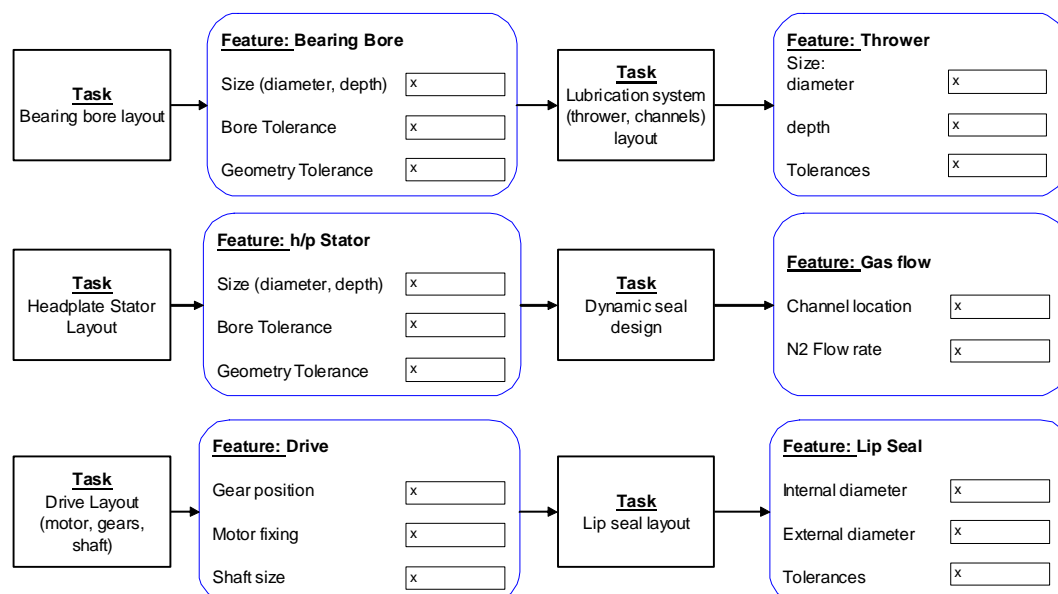 Task
Bearing bore layout
Feature: Bearing Bore
Size (diameter, depth)
x
Bore Tolerance
x
Geometry Tolerance
x
Task
Lubrication system
(thrower, channels)
layout
Feature: Thrower
Size:
diameter
x
depth
x
Tolerances
x
Task
Headplate Stator
Layout
Feature: h/p Stator
Size (diameter, depth)
x
Bore Tolerance
x
Geometry Tolerance
x
Task
Dynamic seal
design
Feature: Gas flow
Channel location
x
N2 Flow rate
x
Task
Drive Layout
(motor, gears,
shaft)
Feature: Drive
Gear position
x
Motor fixing
x
Shaft size
x
Task
Lip seal layout
Feature: Lip Seal
Internal diameter
x
External diameter
x
Tolerances
x